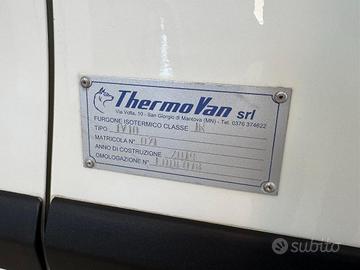 ThermoVan srl
Via Volta, 10 - San Giorgio di Mantova (MN) - Tel. 0376 374622
FURGONE ISOTERMICO CLASSE
TIPO
MATRICOLA N°
ANNO DI COSTRUZIONE
OMOLOGAZIONE N°
subito